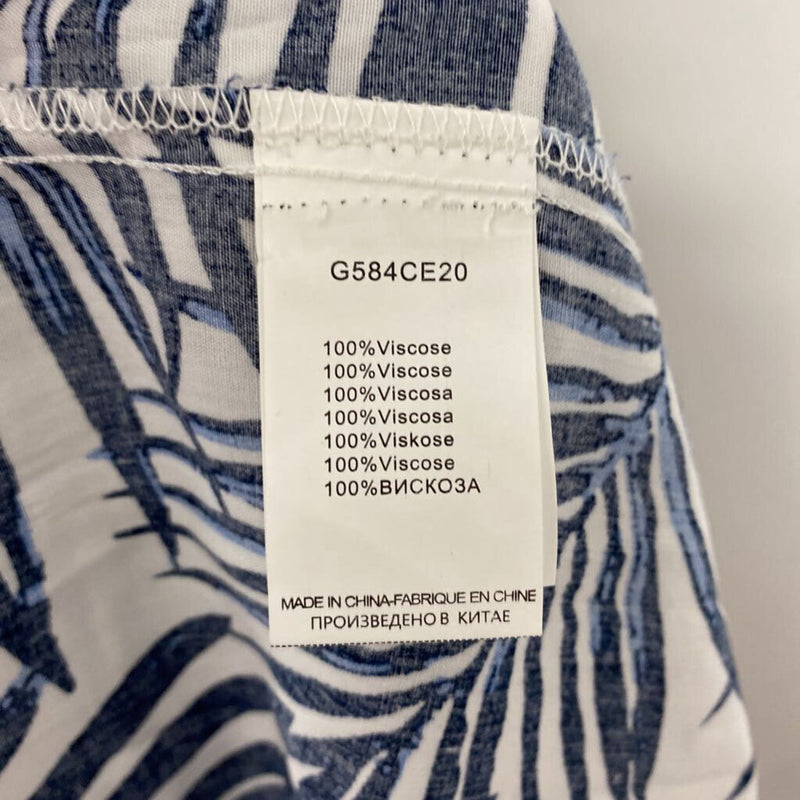 G584CE20
100%Viscose
100%Viscose
100%Viscosa
100%Viscosa
100%Viskose
100%Viscose
100%ВИСКОЗА
MADE IN CHINA-FABRIQUE EN CHINE
ПРОИЗВЕДЕНО В КИТАЕ